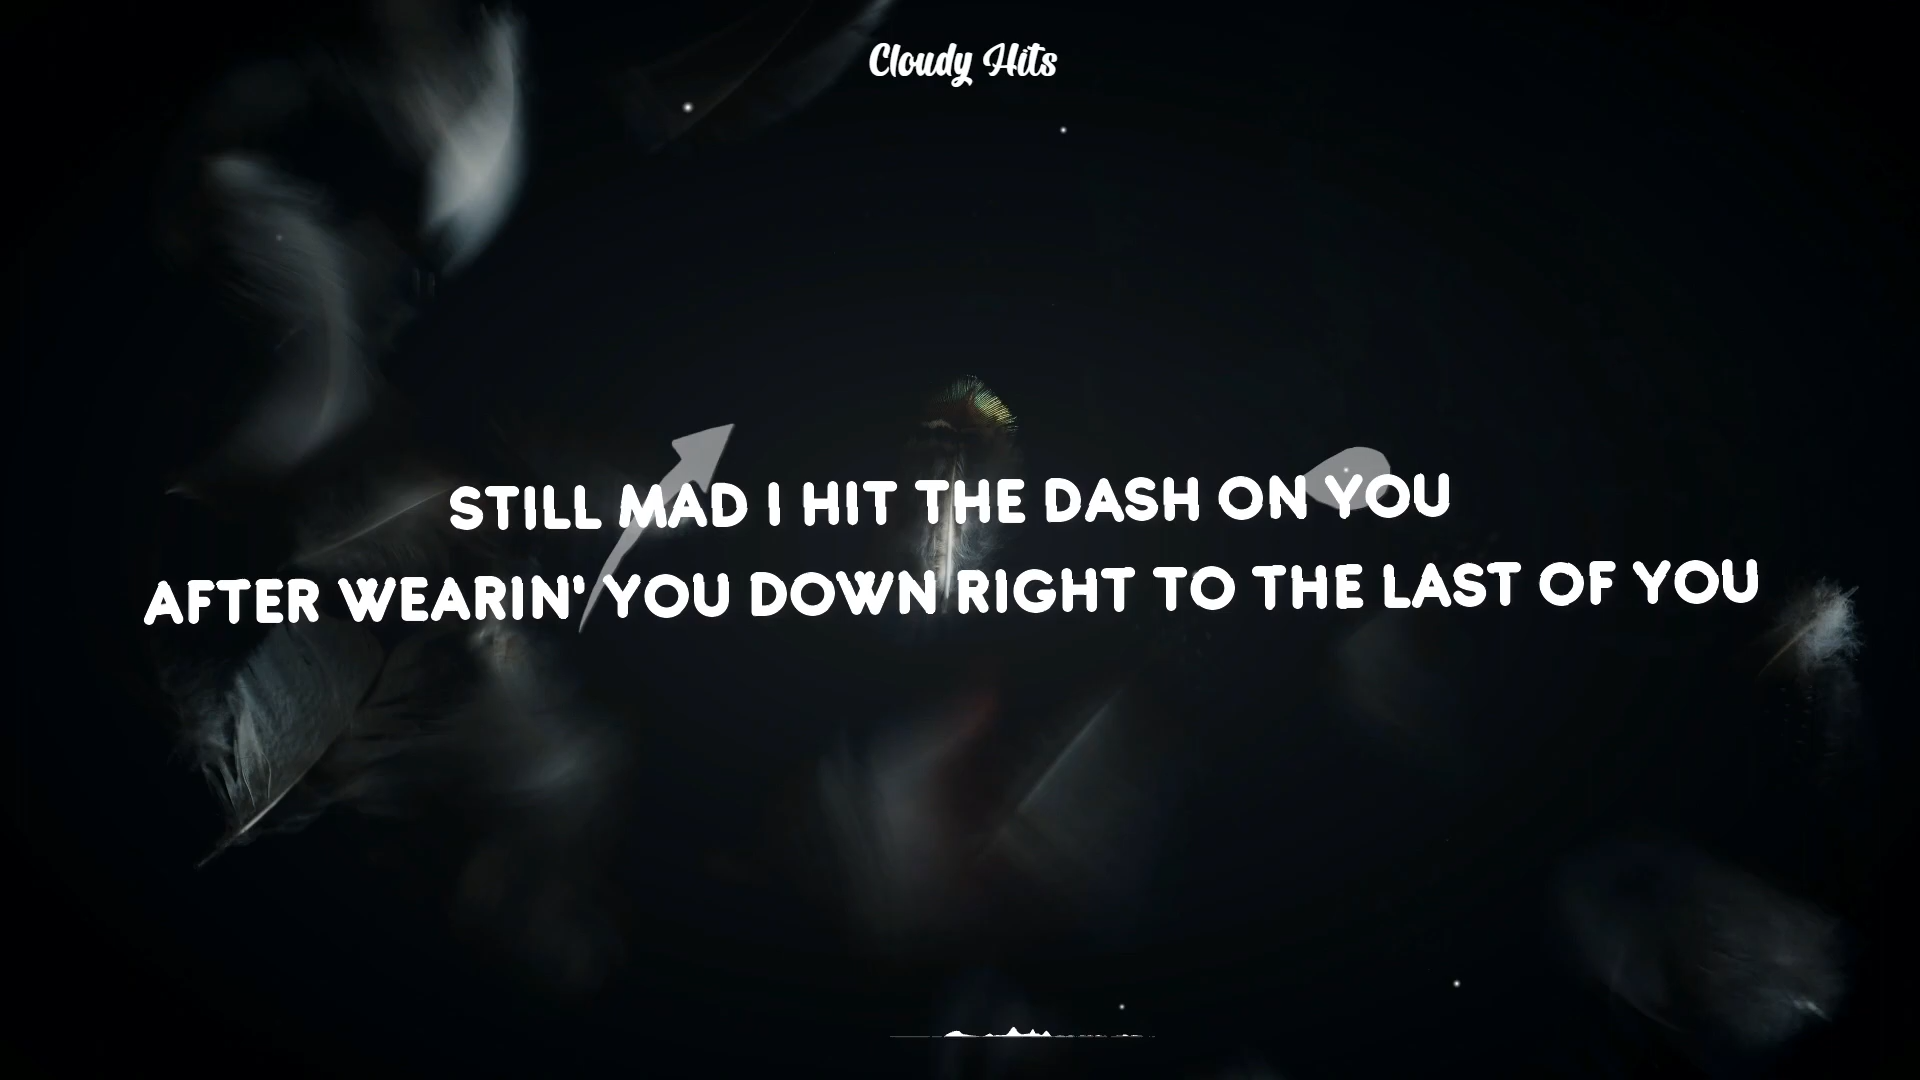 Cloudy Hits
STILL MAD I HIT THE DASH ON YOU
AFTER WEARIN' YOU DOWN RIGHT TO THE LAST OF YOU